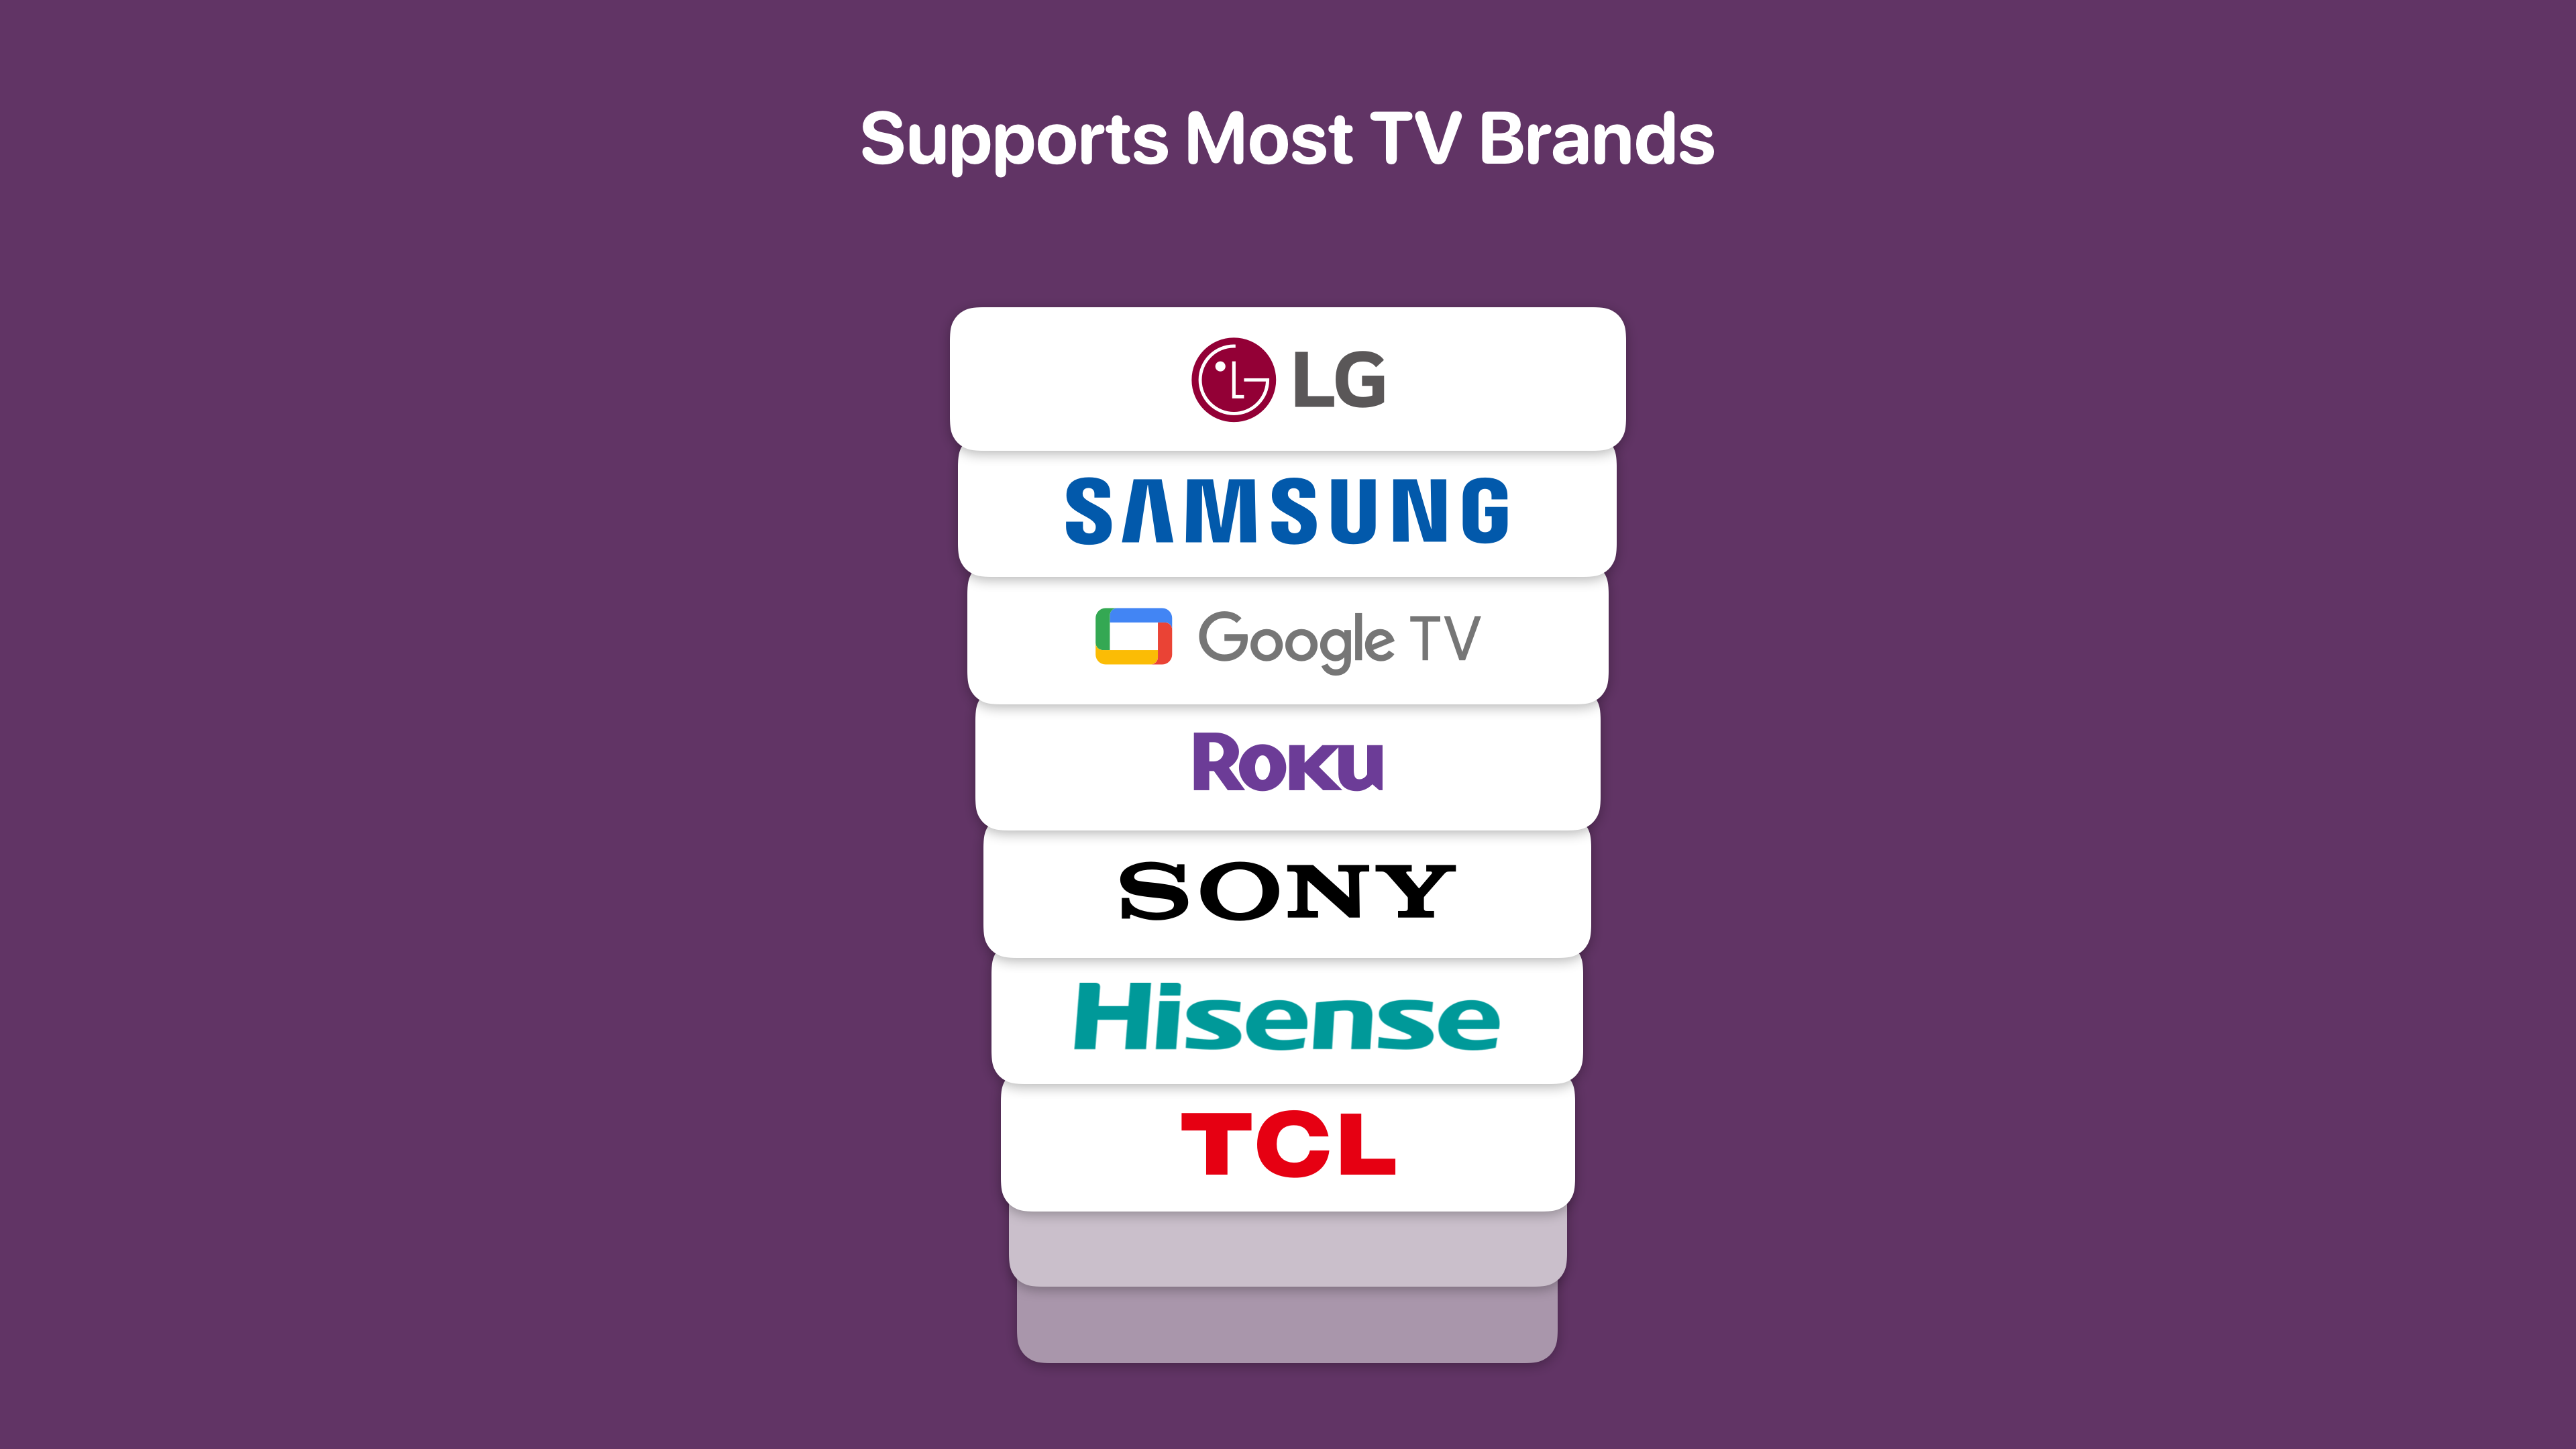 Supports Most TV Brands
LG
SAMSUNG
Google TV
Roku
SONY
Hisense
TCL